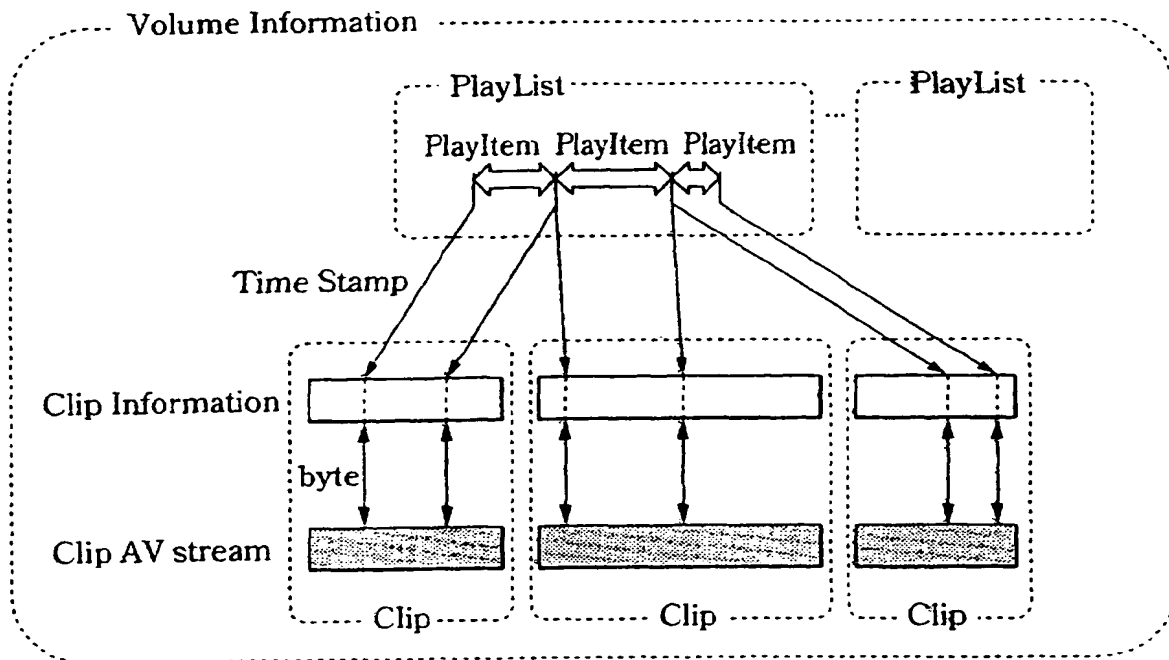 Volume Information
PlayList
...
PlayList
PlayItem PlayItem PlayItem
Time Stamp
Clip Information
byte
Clip AV stream
Clip
Clip
Clip